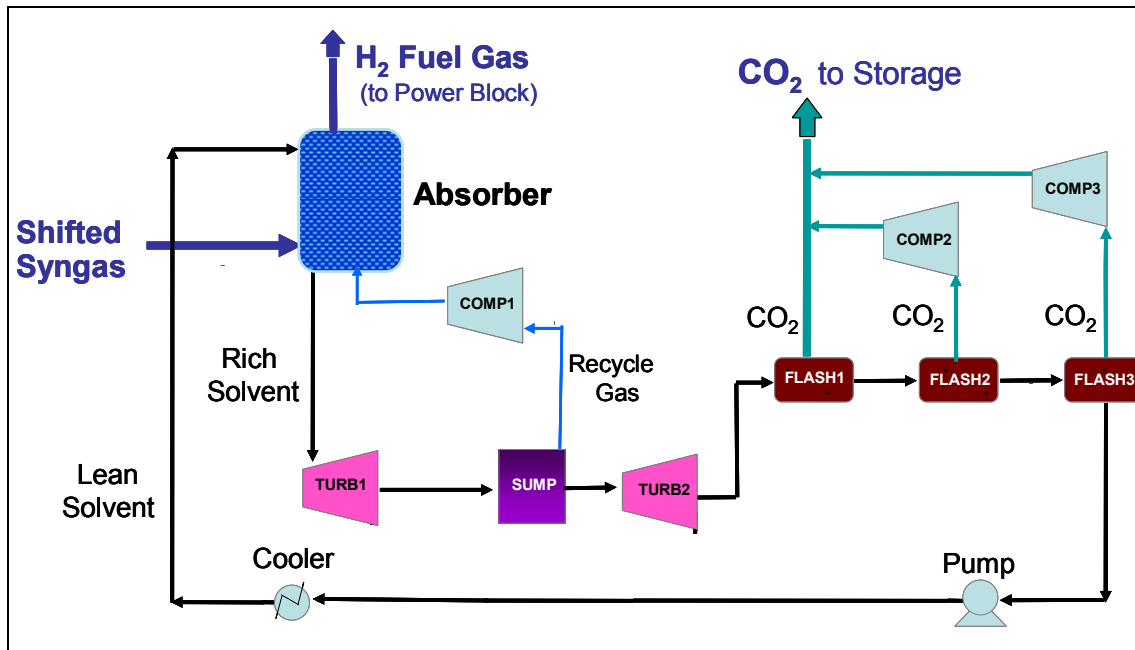 H₂ Fuel Gas
(to Power Block)
CO₂ to Storage
Absorber
Shifted
Syngas
COMP3
COMP2
COMP1
CO₂
CO₂
CO₂
Rich
Solvent
Recycle
Gas
FLASH1
FLASH2
FLASH3
Lean
Solvent
TURB1
SUMP
TURB2
Cooler
Pump